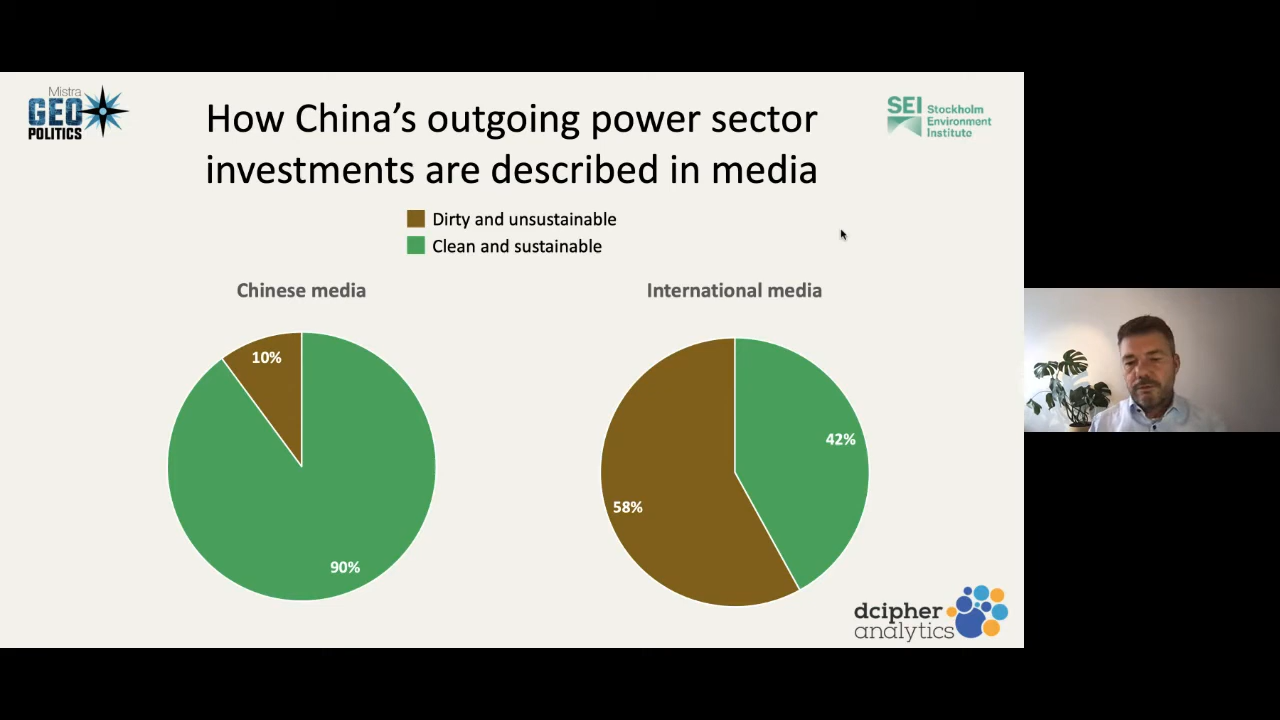 Mistra
GEO
POLITICS
How China's outgoing power sector
investments are described in media
SEI Stockholm
Environment
Institute
Dirty and unsustainable
Clean and sustainable
Chinese media
International media
10%
90%
42%
58%
dcipher
analytics